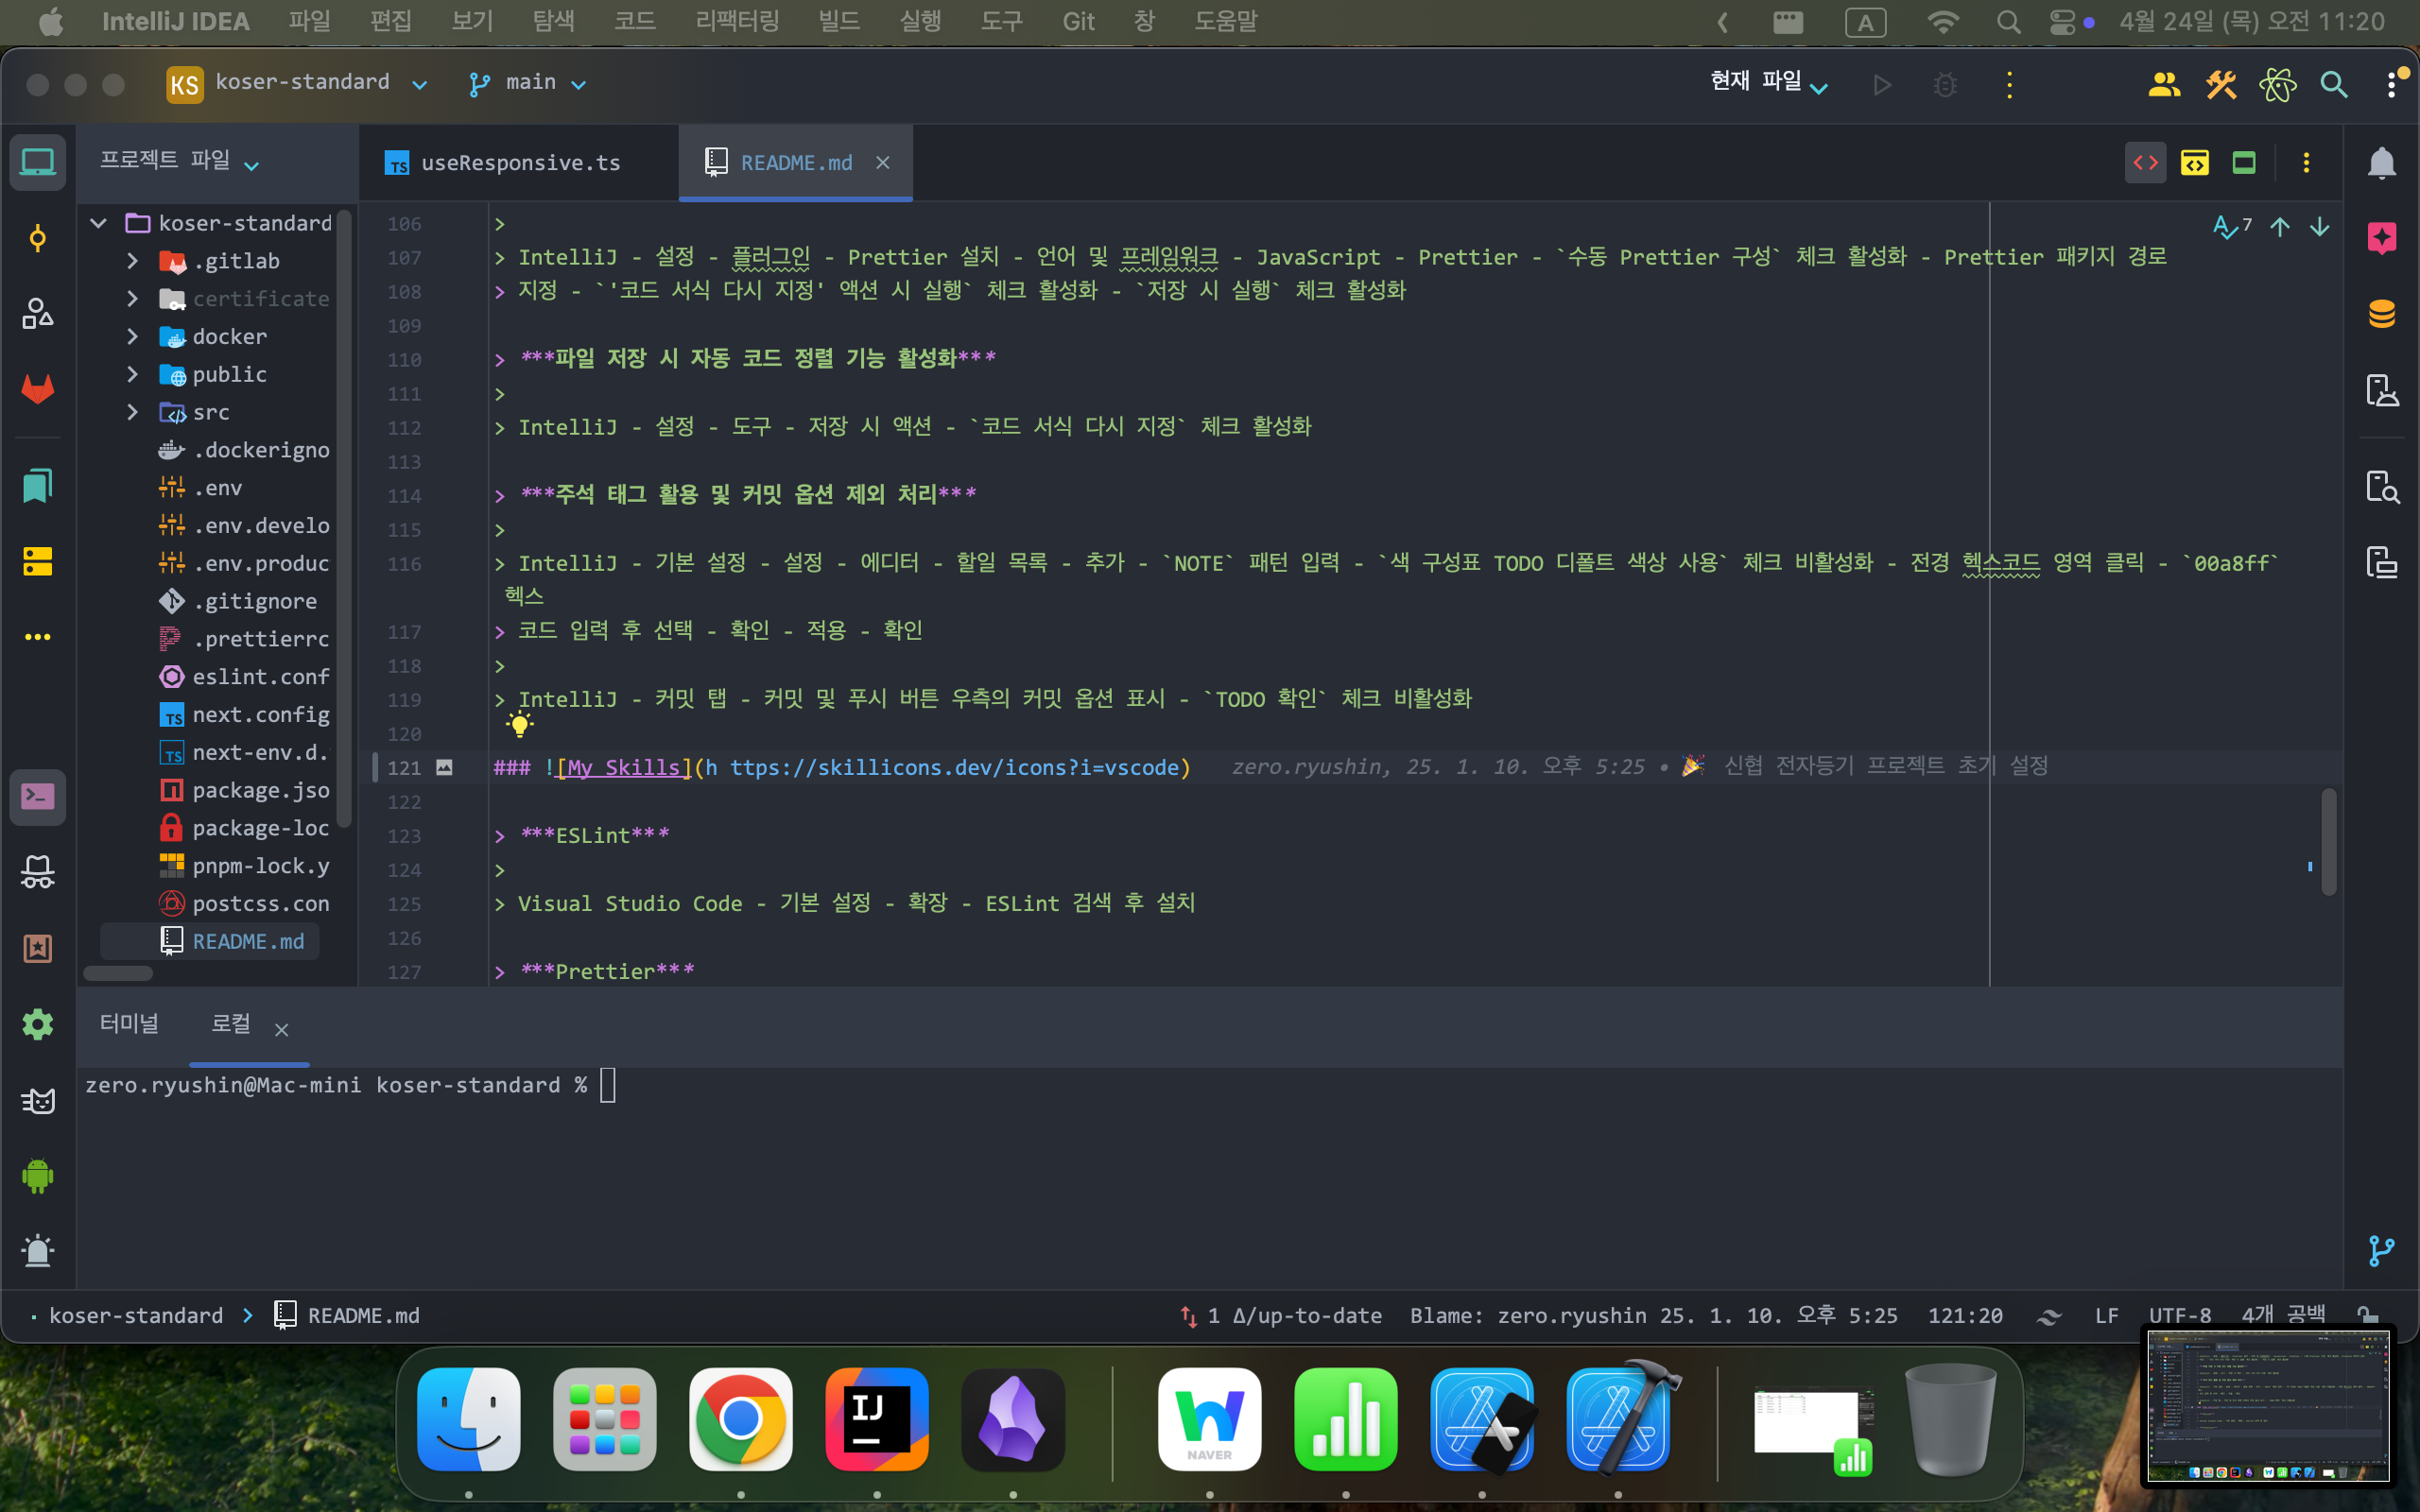 IntelliJ IDEA 파일 편집 보기 탐색 코드 리팩터링 빌드 실행 도구 Git 창 도움말 A 4월 24일 (목) 오전 11:20
KS koser-standard main 현재 파일
프로젝트 파일
useResponsive.ts README.md
koser-standard
.gitlab
certificate
docker
public
src
.dockerigno
.env
.env.develo
.env.produc
.gitignore
.prettierrc
eslint.conf
next.config
next-env.d.
package.jso
package-loc
pnpm-lock.y
postcss.con
README.md
7
106 >
107 > IntelliJ - 설정 - 플러그인 - Prettier 설치 - 언어 및 프레임워크 - JavaScript - Prettier - `수동 Prettier 구성` 체크 활성화 - Prettier 패키지 경로
108 > 지정 - `'코드 서식 다시 지정' 액션 시 실행` 체크 활성화 - `저장 시 실행` 체크 활성화
109
110 > ***파일 저장 시 자동 코드 정렬 기능 활성화***
111 >
112 > IntelliJ - 설정 - 도구 - 저장 시 액션 - `코드 서식 다시 지정` 체크 활성화
113
114 > ***주석 태그 활용 및 커밋 옵션 제외 처리***
115 >
116 > IntelliJ - 기본 설정 - 설정 - 에디터 - 할일 목록 - 추가 - `NOTE` 패턴 입력 - `색 구성표 TODO 디폴트 색상 사용` 체크 비활성화 - 전경 헥스코드 영역 클릭 - `00a8ff`
헥스
117 > 코드 입력 후 선택 - 확인 - 적용 - 확인
118 >
119 > IntelliJ - 커밋 탭 - 커밋 및 푸시 버튼 우측의 커밋 옵션 표시 - `TODO 확인` 체크 비활성화
120
121 ### ![My Skills](h ttps://skillicons.dev/icons?i=vscode) zero.ryushin, 25. 1. 10. 오후 5:25 • 🎉 신협 전자등기 프로젝트 초기 설정
122
123 > ***ESLint***
124 >
125 > Visual Studio Code - 기본 설정 - 확장 - ESLint 검색 후 설치
126
127 > ***Prettier***
터미널 로컬
zero.ryushin@Mac-mini koser-standard %
koser-standard > README.md 1 ∆/up-to-date Blame: zero.ryushin 25. 1. 10. 오후 5:25 121:20 LF UTF-8 4개 공백
IJ
NAVER